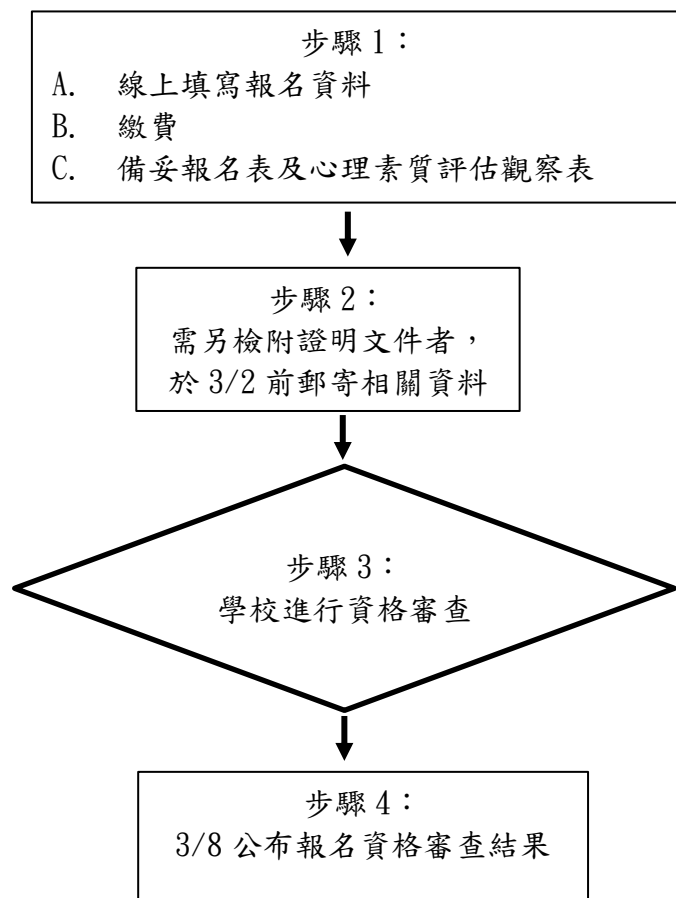 步驟 1：
A. 線上填寫報名資料
B. 繳費
C. 備妥報名表及心理素質評估觀察表
步驟 2：
需另檢附證明文件者，
於 3/2 前郵寄相關資料
步驟 3：
學校進行資格審查
步驟 4：
3/8 公布報名資格審查結果